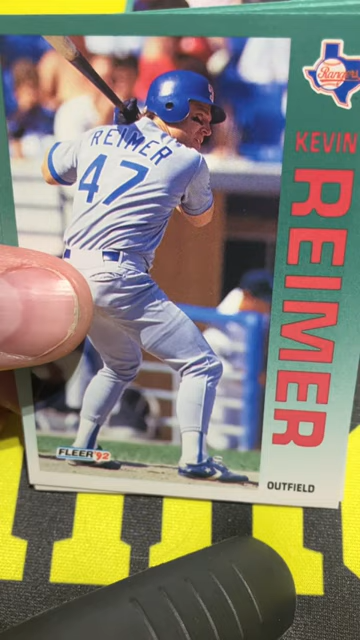 Rangers
KEVIN
REIMER
REIMER
47
FLEER '92
OUTFIELD